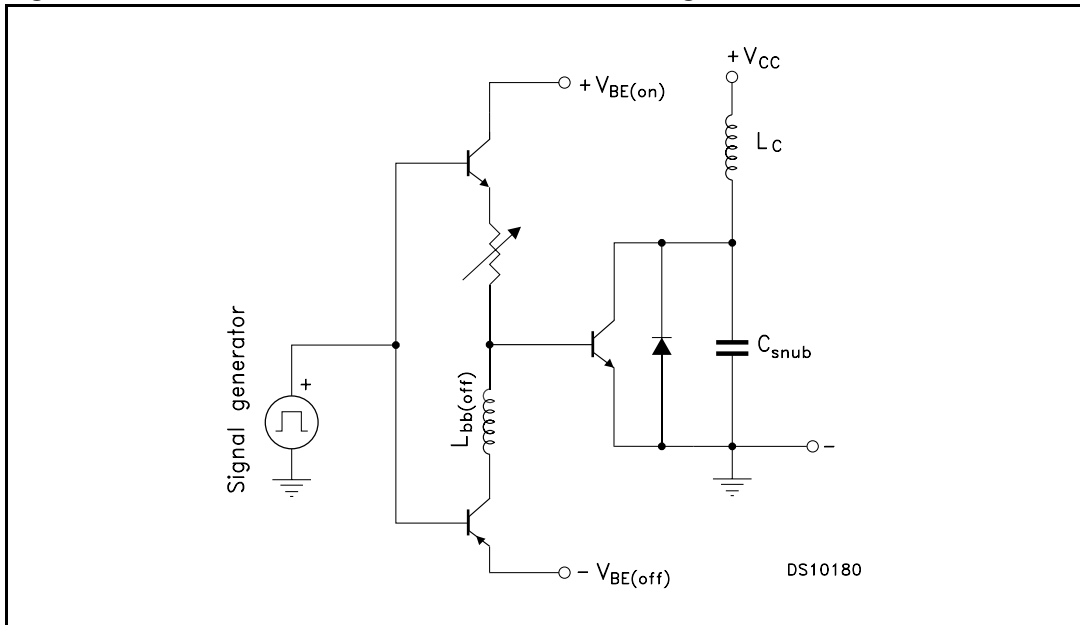 + V_CC
+ V_BE(on)
L_C
Signal generator
+
L_bb(off)
C_snub
-
- V_BE(off)
DS10180